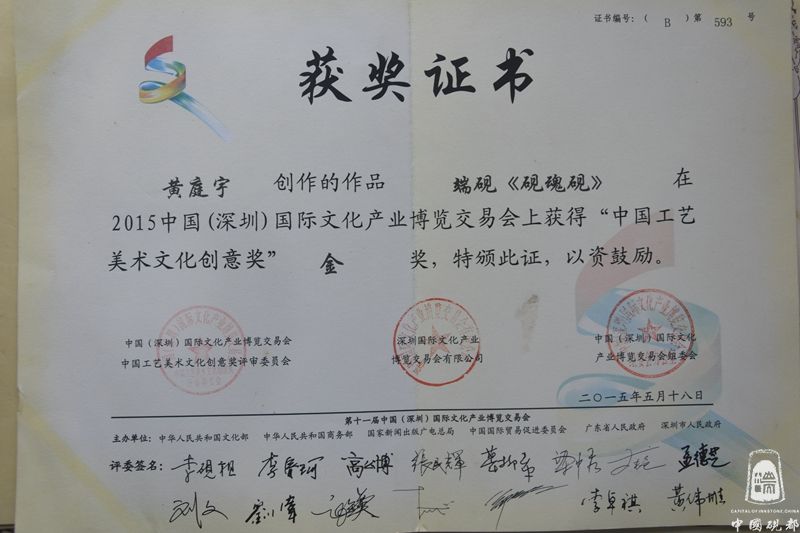 证书编号：（ B ）第 593 号
获奖证书
黄庭宇 创作的作品 端砚《砚魂砚》 在
2015中国(深圳)国际文化产业博览交易会上获得“中国工艺
美术文化创意奖” 金 奖，特颁此证，以资鼓励。
中国（深圳）国际文化产业博览交易会
中国工艺美术文化创意奖评审委员会
深圳国际文化产业
博览交易会有限公司
中国（深圳）国际文化
产业博览交易会组委会
二〇一五年五月十八日
第十一届中国（深圳）国际文化产业博览交易会
主办单位：中华人民共和国文化部 中华人民共和国商务部 国家新闻出版广电总局 中国国际贸易促进委员会 广东省人民政府 深圳市人民政府
评委签名：
CAPITAL OF INKSTONE, CHINA
中國硯都